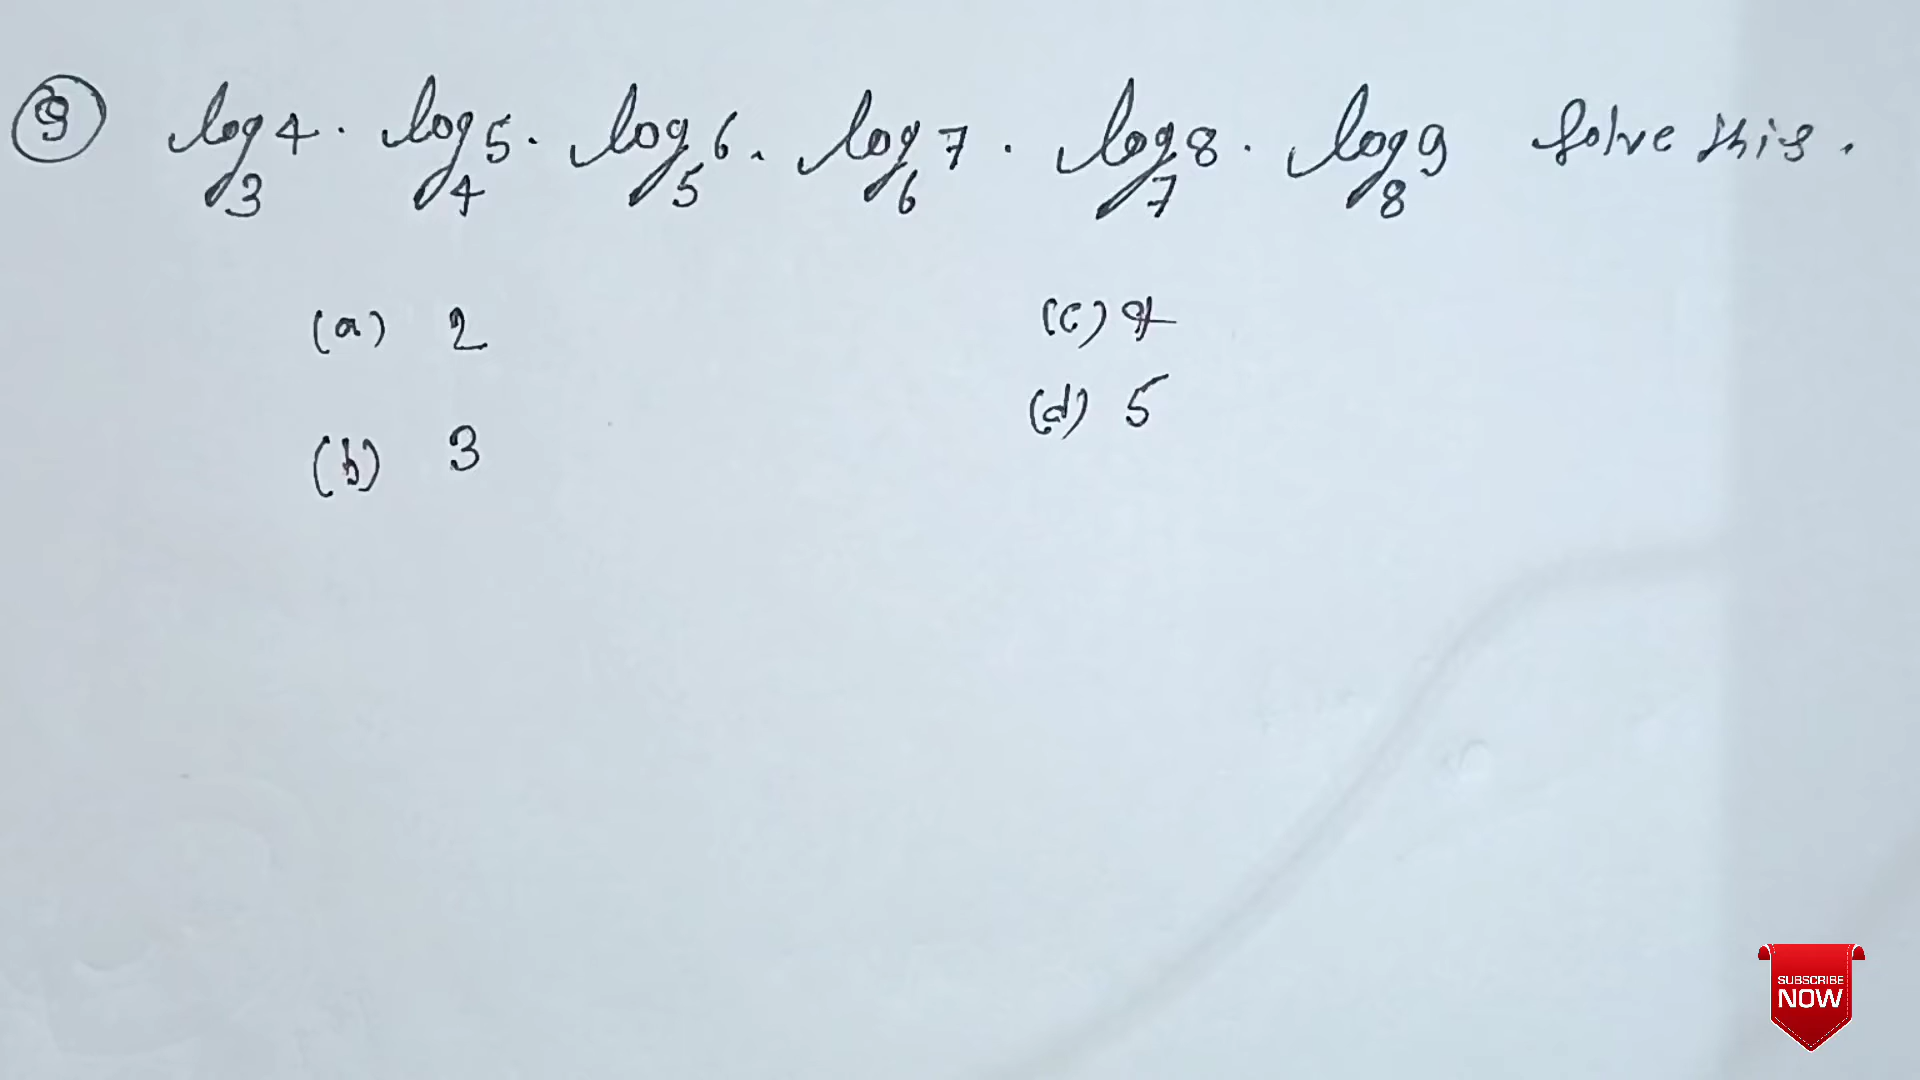 9 log₃4 . log₄5 . log₅6 . log₆7 . log₇8 . log₈9 Solve this .
(a) 2
(b) 3
(c) 4
(d) 5
SUBSCRIBE
NOW